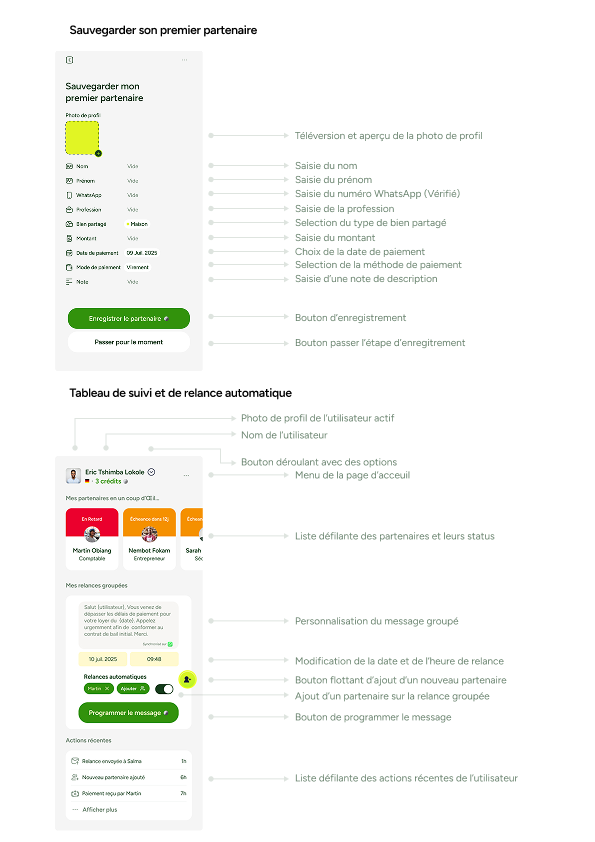 Sauvegarder son premier partenaire
Sauvegarder mon
premier partenaire
Photo de profil
Téléversion et aperçu de la photo de profil
Nom Vide
Saisie du nom
Prénom Vide
Saisie du prénom
WhatsApp Vide
Saisie du numéro WhatsApp (Vérifié)
Profession Vide
Saisie de la profession
Bien partagé Maison
Selection du type de bien partagé
Montant Vide
Saisie du montant
Date de paiement 09 Juil. 2025
Choix de la date de paiement
Mode de paiement Virement
Selection de la méthode de paiement
Note Vide
Saisie d'une note de description
Enregistrer le partenaire
Bouton d'enregistrement
Passer pour le moment
Bouton passer l'étape d'enregitrement
Tableau de suivi et de relance automatique
Photo de profil de l'utilisateur actif
Nom de l'utilisateur
Bouton déroulant avec des options
Eric Tshimba Lokole
3 crédits
Menu de la page d'acceuil
Mes partenaires en un coup d'Œil...
En Retard
Échéance dans 12j
Martin Obiang
Comptable
Nembot Fokam
Entrepreneur
Sarah
Liste défilante des partenaires et leurs status
Mes relances groupées
Salut {utilisateur}, Vous venez de
dépasser les délais de paiement pour
votre loyer du {date}. Appelez
urgemment afin de conformer au
contrat de bail initial. Merci.
Personnalisation du message groupé
10 juil. 2025
09:48
Modification de la date et de l'heure de relance
Relances automatiques
Bouton flottant d'ajout d'un nouveau partenaire
Martin
Ajouter
Ajout d'un partenaire sur la relance groupée
Programmer le message
Bouton de programmer le message
Actions récentes
Relance envoyée à Salma 1h
Nouveau partenaire ajouté 6h
Liste défilante des actions récentes de l'utilisateur
Paiement reçu par Martin 7h
Afficher plus